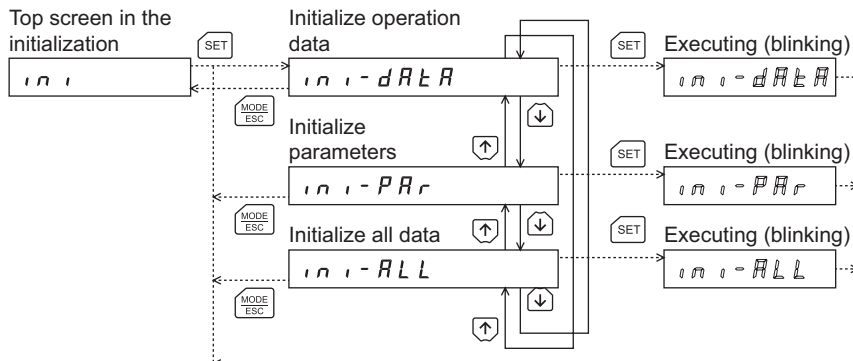 Top screen in the initialization
SET
ini
Initialize operation data
ini-dAtA
SET
Executing (blinking)
ini-dAtA
MODE
ESC
Initialize parameters
ini-PAr
SET
Executing (blinking)
ini-PAr
MODE
ESC
Initialize all data
ini-ALL
SET
Executing (blinking)
ini-ALL
MODE
ESC